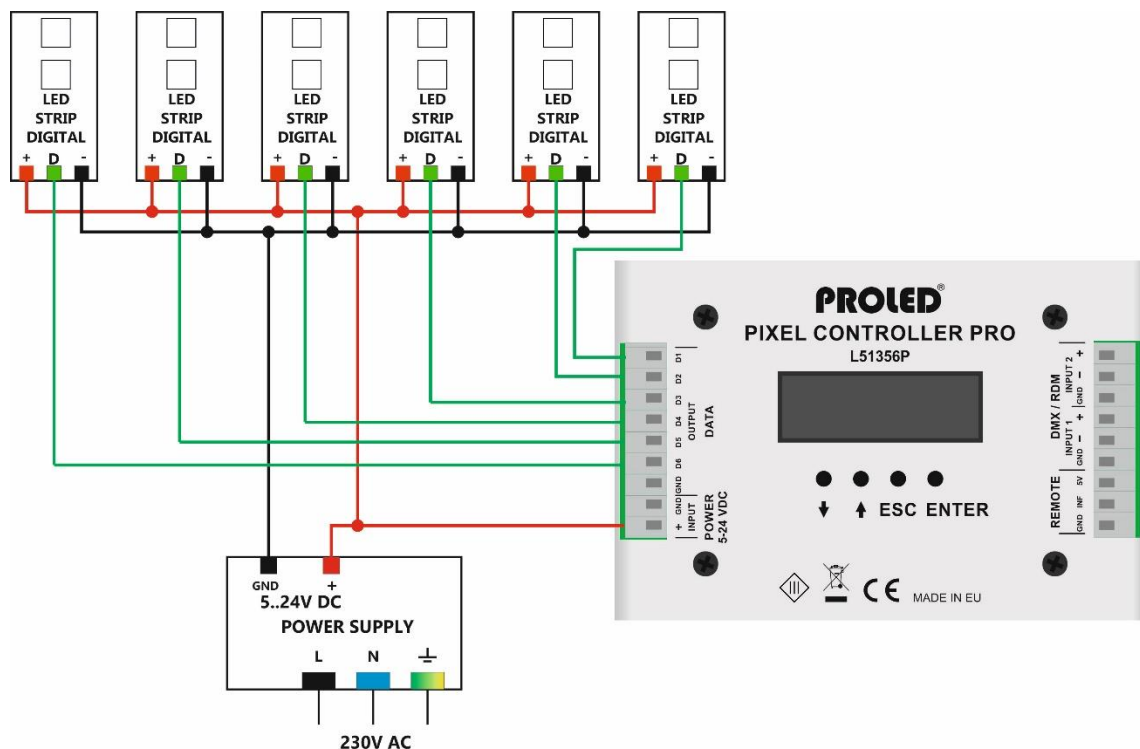 LED
STRIP
DIGITAL
+ D -
LED
STRIP
DIGITAL
+ D -
LED
STRIP
DIGITAL
+ D -
LED
STRIP
DIGITAL
+ D -
LED
STRIP
DIGITAL
+ D -
LED
STRIP
DIGITAL
+ D -
PROLED®
PIXEL CONTROLLER PRO
L51356P
D1
D2
D3
D4
D5
D6
GND
OUTPUT
DATA
GND
+
INPUT
POWER
5-24 VDC
ESC ENTER
DMX / RDM
INPUT 2
+
−
GND
INPUT 1
+
−
GND
REMOTE
5V
INF
GND
III
CE
MADE IN EU
GND +
5..24V DC
POWER SUPPLY
L N
230V AC